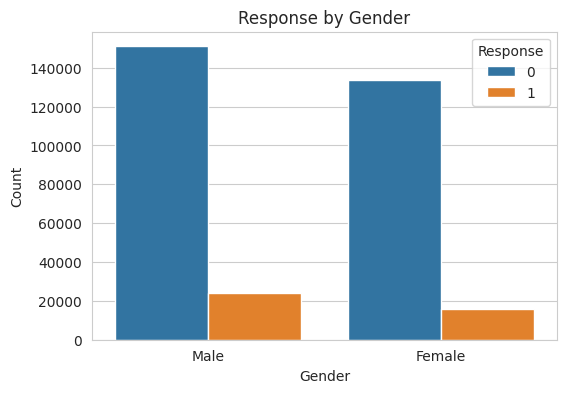 Response by Gender
Response
0
1
140000
120000
100000
80000
60000
40000
20000
0
Count
Male
Female
Gender